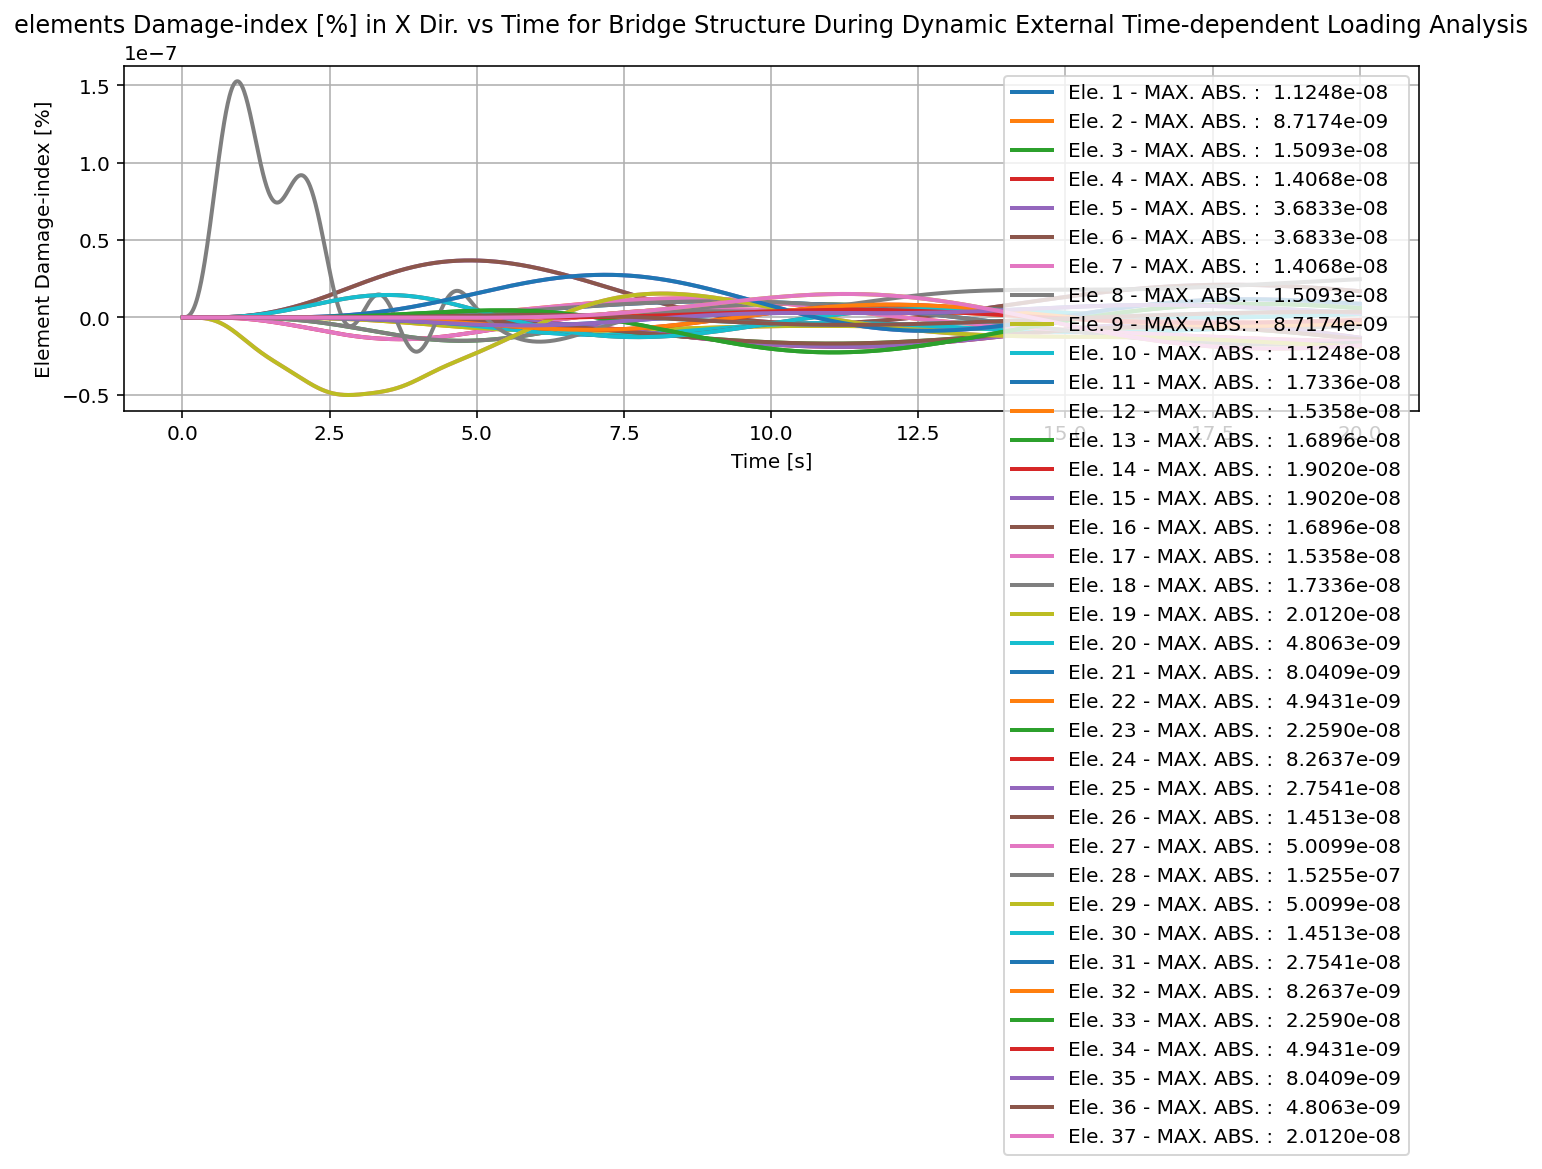 elements Damage-index [%] in X Dir. vs Time for Bridge Structure During Dynamic External Time-dependent Loading Analysis
1e−7
Element Damage-index [%]
1.5
1.0
0.5
0.0
−0.5
0.0
2.5
5.0
7.5
10.0
12.5
15.0
17.5
20.0
Time [s]
Ele. 1 - MAX. ABS. : 1.1248e-08
Ele. 2 - MAX. ABS. : 8.7174e-09
Ele. 3 - MAX. ABS. : 1.5093e-08
Ele. 4 - MAX. ABS. : 1.4068e-08
Ele. 5 - MAX. ABS. : 3.6833e-08
Ele. 6 - MAX. ABS. : 3.6833e-08
Ele. 7 - MAX. ABS. : 1.4068e-08
Ele. 8 - MAX. ABS. : 1.5093e-08
Ele. 9 - MAX. ABS. : 8.7174e-09
Ele. 10 - MAX. ABS. : 1.1248e-08
Ele. 11 - MAX. ABS. : 1.7336e-08
Ele. 12 - MAX. ABS. : 1.5358e-08
Ele. 13 - MAX. ABS. : 1.6896e-08
Ele. 14 - MAX. ABS. : 1.9020e-08
Ele. 15 - MAX. ABS. : 1.9020e-08
Ele. 16 - MAX. ABS. : 1.6896e-08
Ele. 17 - MAX. ABS. : 1.5358e-08
Ele. 18 - MAX. ABS. : 1.7336e-08
Ele. 19 - MAX. ABS. : 2.0120e-08
Ele. 20 - MAX. ABS. : 4.8063e-09
Ele. 21 - MAX. ABS. : 8.0409e-09
Ele. 22 - MAX. ABS. : 4.9431e-09
Ele. 23 - MAX. ABS. : 2.2590e-08
Ele. 24 - MAX. ABS. : 8.2637e-09
Ele. 25 - MAX. ABS. : 2.7541e-08
Ele. 26 - MAX. ABS. : 1.4513e-08
Ele. 27 - MAX. ABS. : 5.0099e-08
Ele. 28 - MAX. ABS. : 1.5255e-07
Ele. 29 - MAX. ABS. : 5.0099e-08
Ele. 30 - MAX. ABS. : 1.4513e-08
Ele. 31 - MAX. ABS. : 2.7541e-08
Ele. 32 - MAX. ABS. : 8.2637e-09
Ele. 33 - MAX. ABS. : 2.2590e-08
Ele. 34 - MAX. ABS. : 4.9431e-09
Ele. 35 - MAX. ABS. : 8.0409e-09
Ele. 36 - MAX. ABS. : 4.8063e-09
Ele. 37 - MAX. ABS. : 2.0120e-08